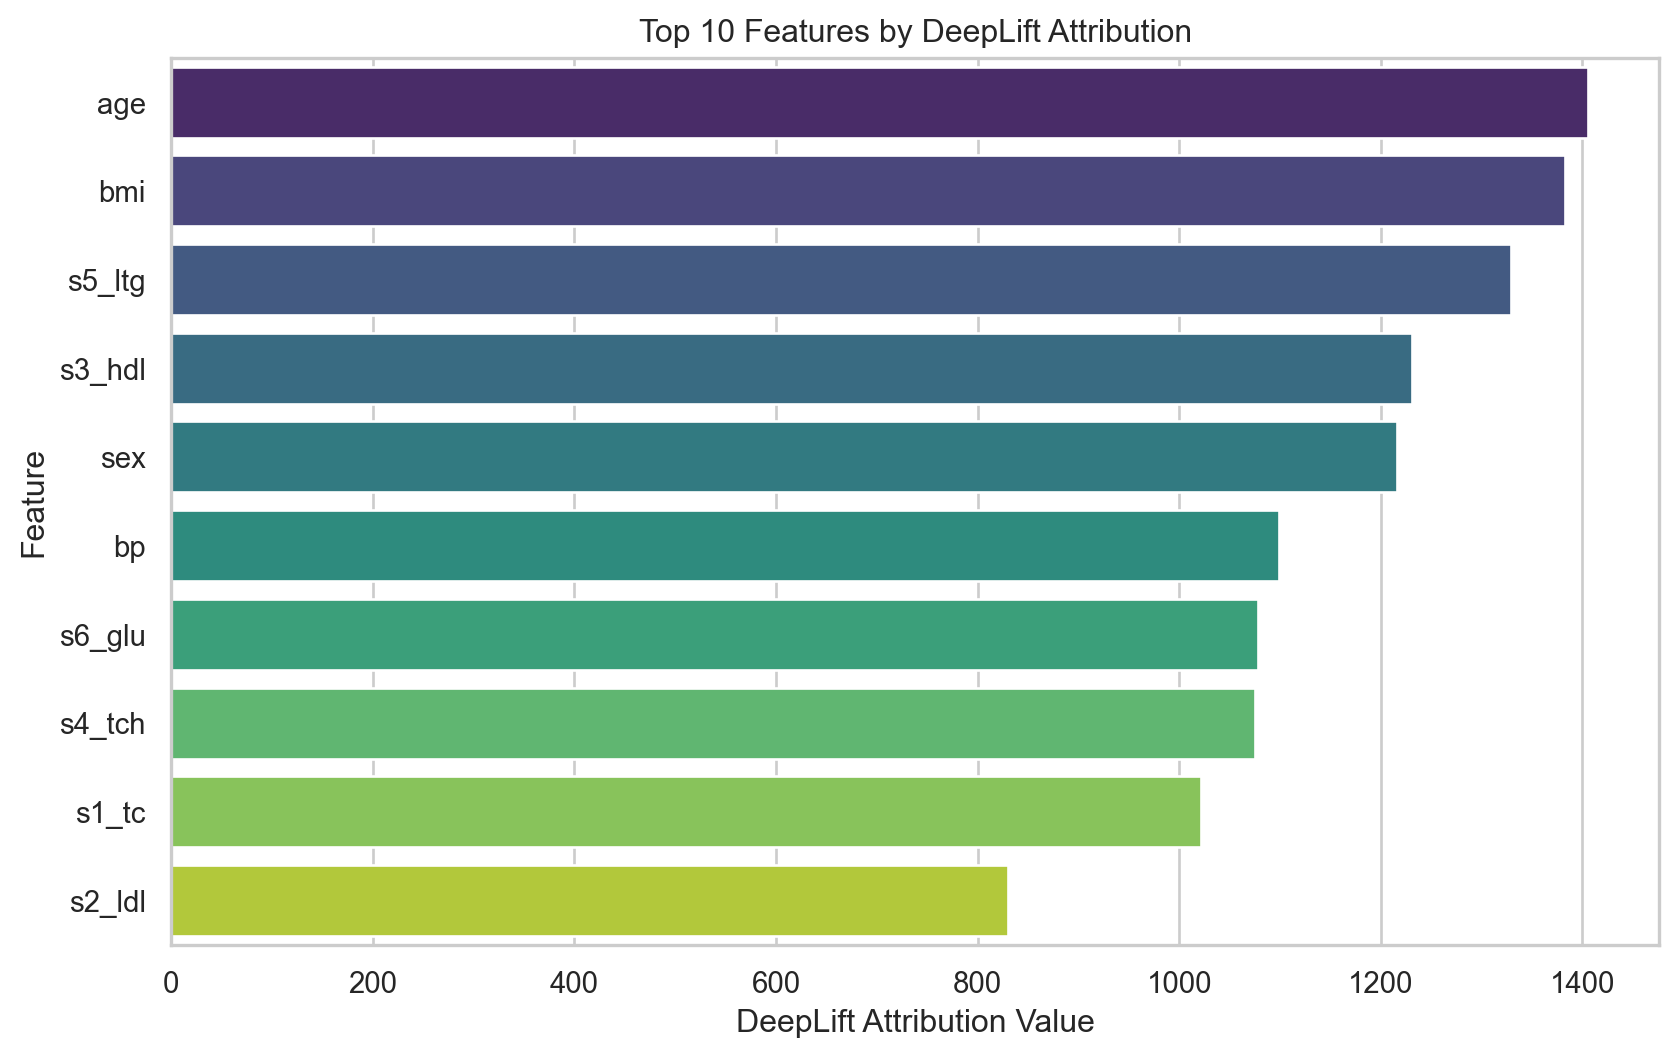 Top 10 Features by DeepLift Attribution
age
bmi
s5_ltg
s3_hdl
sex
bp
s6_glu
s4_tch
s1_tc
s2_ldl
Feature
0 200 400 600 800 1000 1200 1400
DeepLift Attribution Value